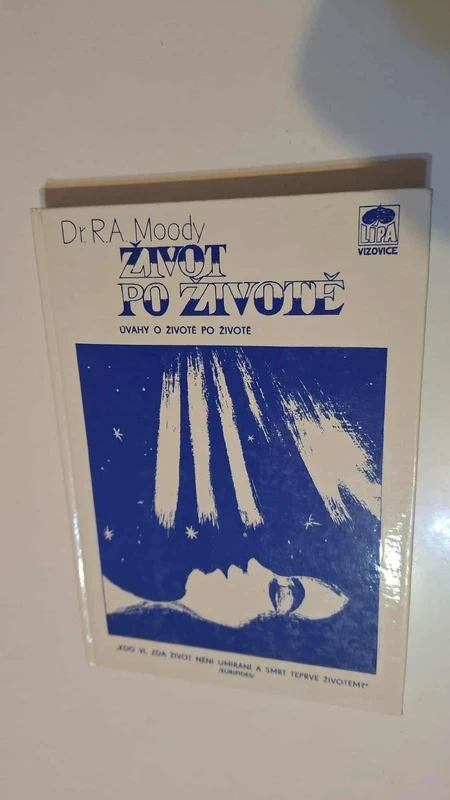 Dr. R.A. Moody
LÍPA
VIZOVICE
ŽIVOT
PO ŽIVOTĚ
ÚVAHY O ŽIVOTĚ PO ŽIVOTĚ
„KDO VÍ, ZDA ŽIVOT NENÍ UMÍRÁNÍ A SMRT TEPRVE ŽIVOTEM?"
/EURIPIDES/